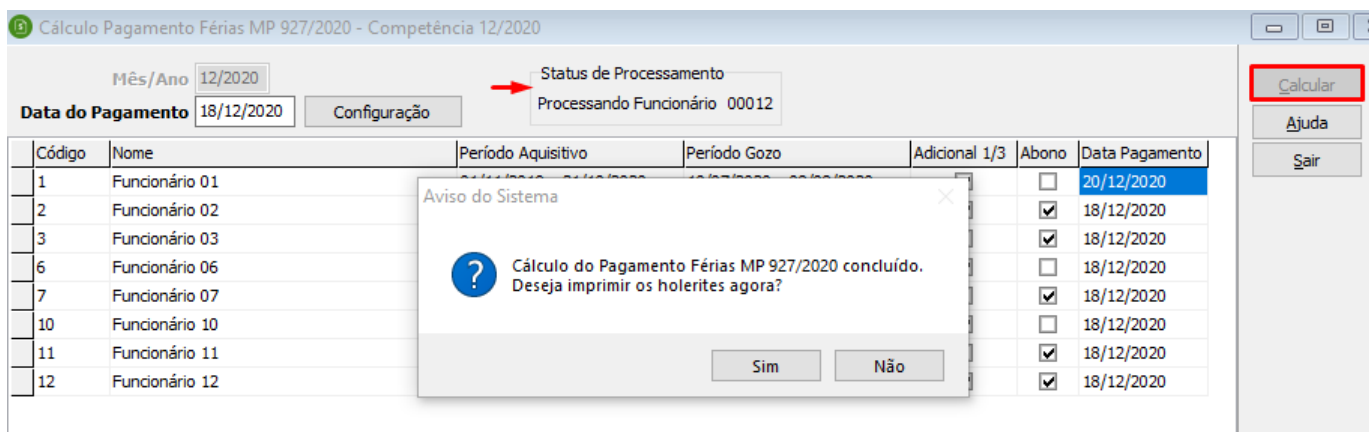 Cálculo Pagamento Férias MP 927/2020 - Competência 12/2020
Mês/Ano 12/2020
Status de Processamento
Processando Funcionário 00012
Data do Pagamento 18/12/2020 Configuração
Calcular
Ajuda
Sair
Código Nome Período Aquisitivo Período Gozo Adicional 1/3 Abono Data Pagamento
1 Funcionário 01 20/12/2020
2 Funcionário 02 18/12/2020
3 Funcionário 03 18/12/2020
6 Funcionário 06 18/12/2020
7 Funcionário 07 18/12/2020
10 Funcionário 10 18/12/2020
11 Funcionário 11 18/12/2020
12 Funcionário 12 18/12/2020
Aviso do Sistema
Cálculo do Pagamento Férias MP 927/2020 concluído.
Deseja imprimir os holerites agora?
Sim Não